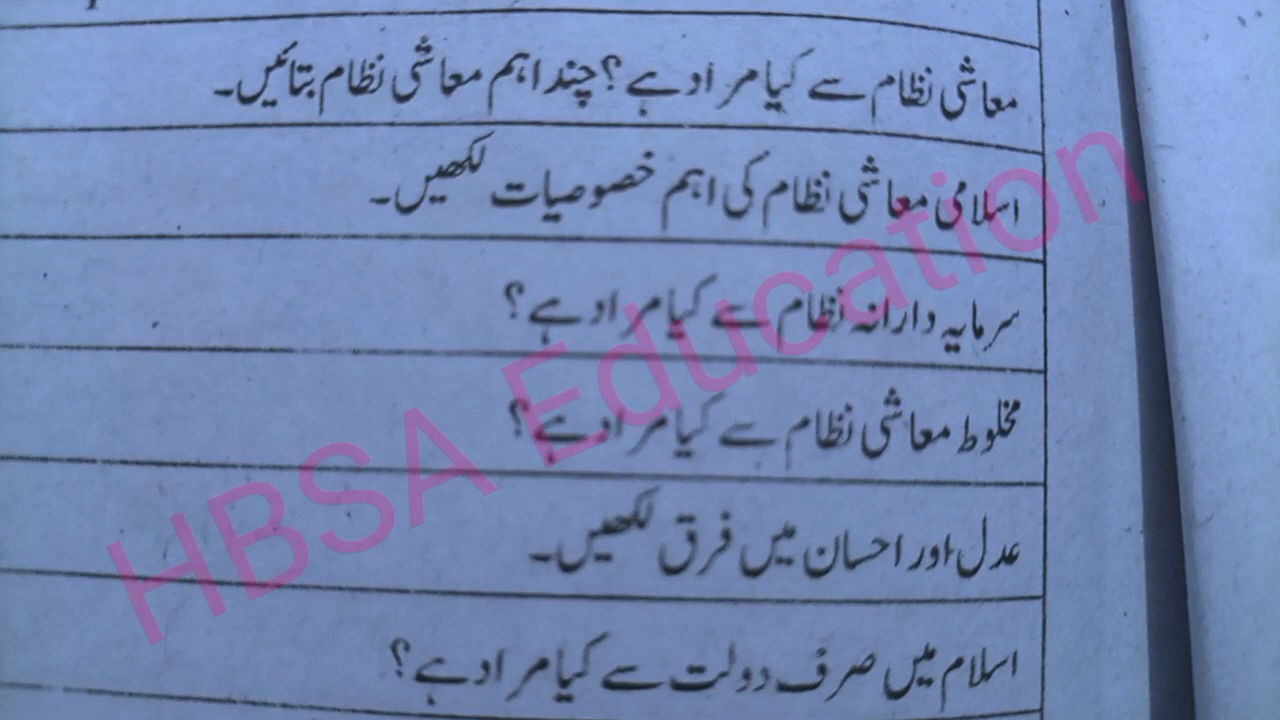 معاشی نظام سے کیا مراد ہے؟ چند اہم معاشی نظام بتائیں۔
اسلامی معاشی نظام کی اہم خصوصیات لکھیں۔
سرمایہ دارانہ نظام سے کیا مراد ہے؟
مخلوط معاشی نظام سے کیا مراد ہے؟
عدل اور احسان میں فرق لکھیں۔
اسلام میں صرف دولت سے کیا مراد ہے؟
HBSA Education